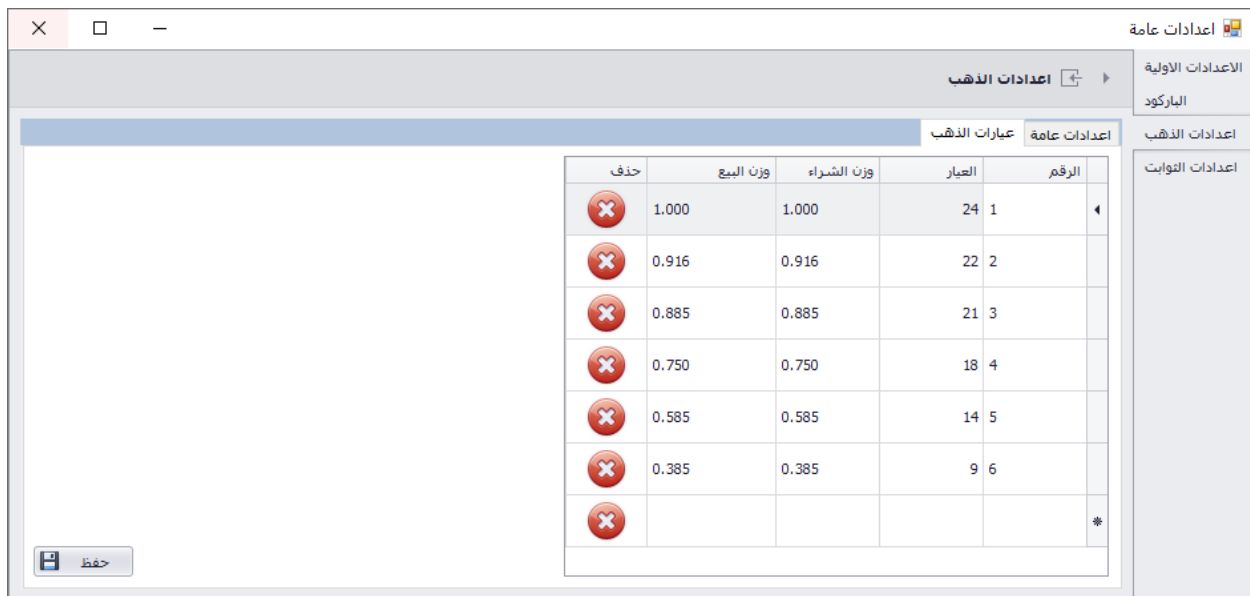 اعدادات عامة
الاعدادات الاولية
الباركود
اعدادات الذهب
اعدادات الثوابت
اعدادات الذهب
اعدادات عامة عيارات الذهب
الرقم العيار وزن الشراء وزن البيع حذف
1 24 1.000 1.000
2 22 0.916 0.916
3 21 0.885 0.885
4 18 0.750 0.750
5 14 0.585 0.585
6 9 0.385 0.385
حفظ